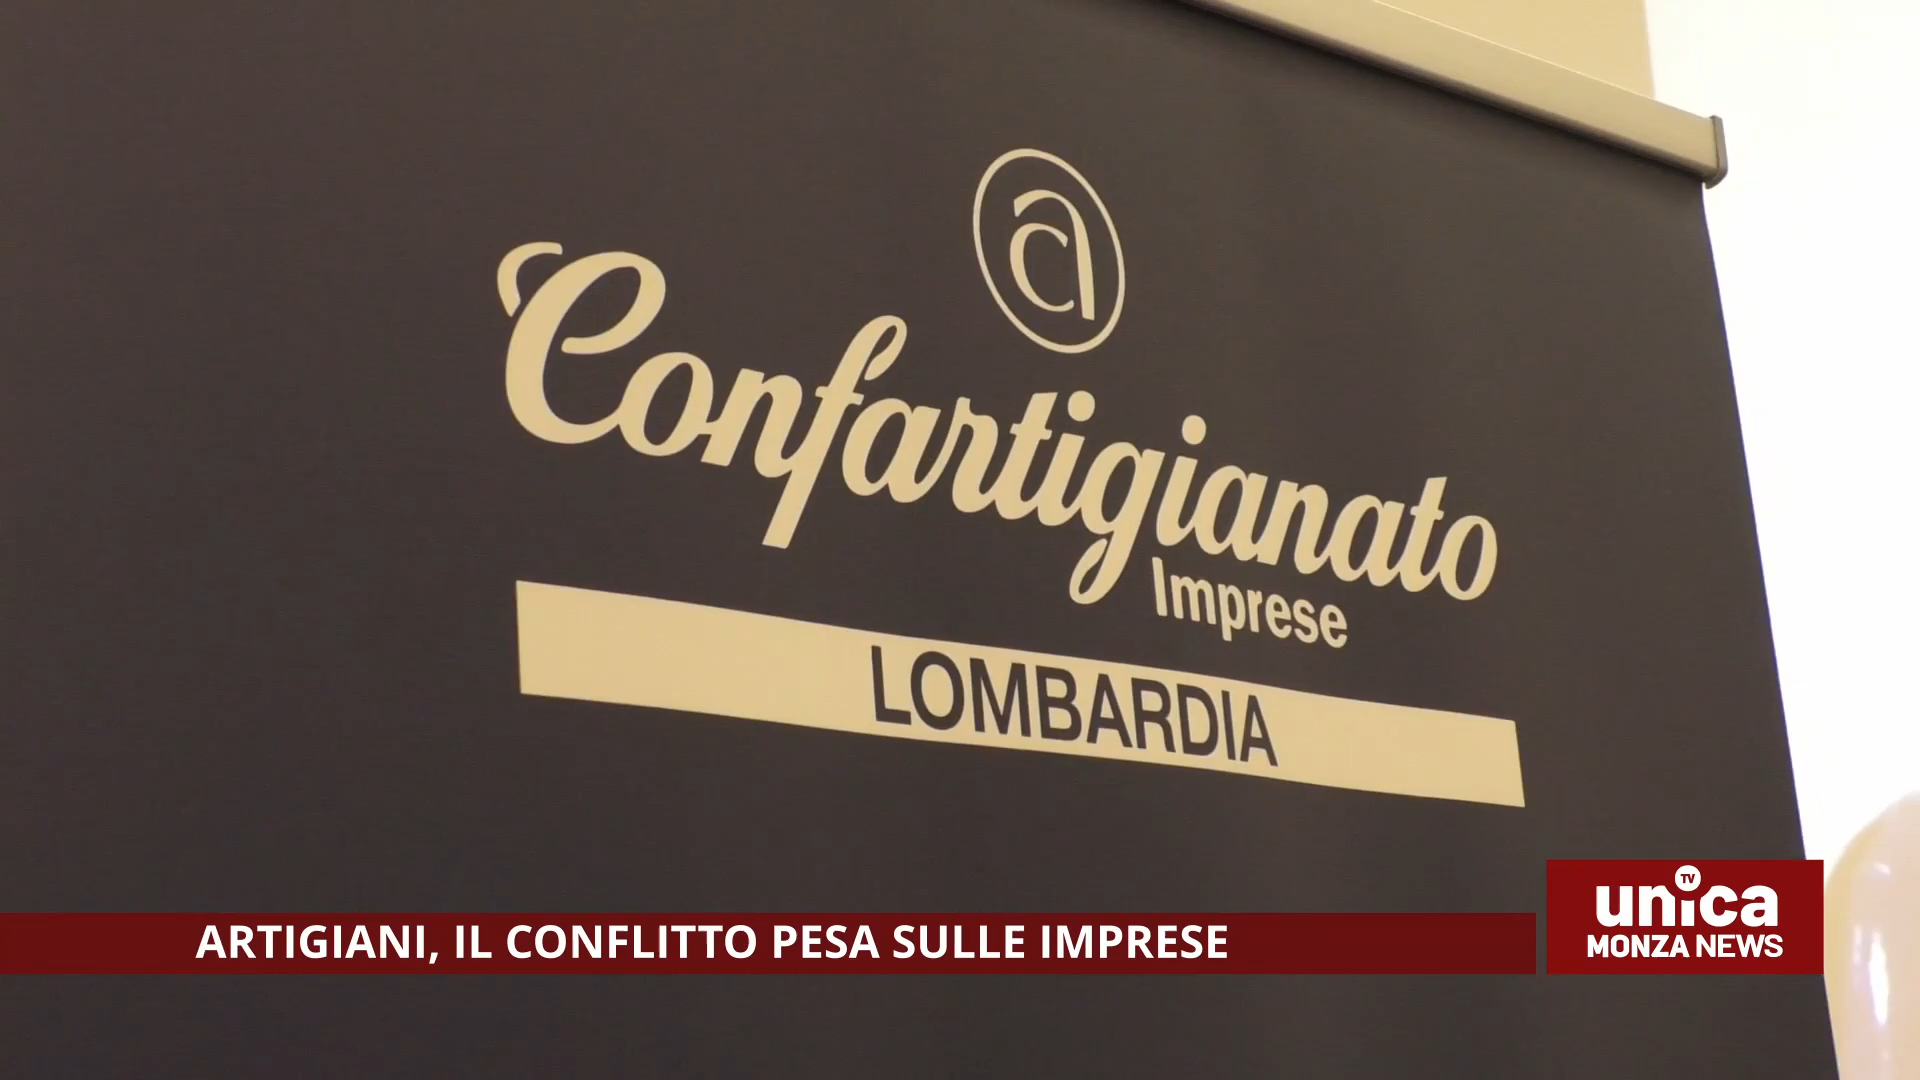 a
Confartigianato
Imprese
LOMBARDIA
ARTIGIANI, IL CONFLITTO PESA SULLE IMPRESE
TV
unica
MONZA NEWS